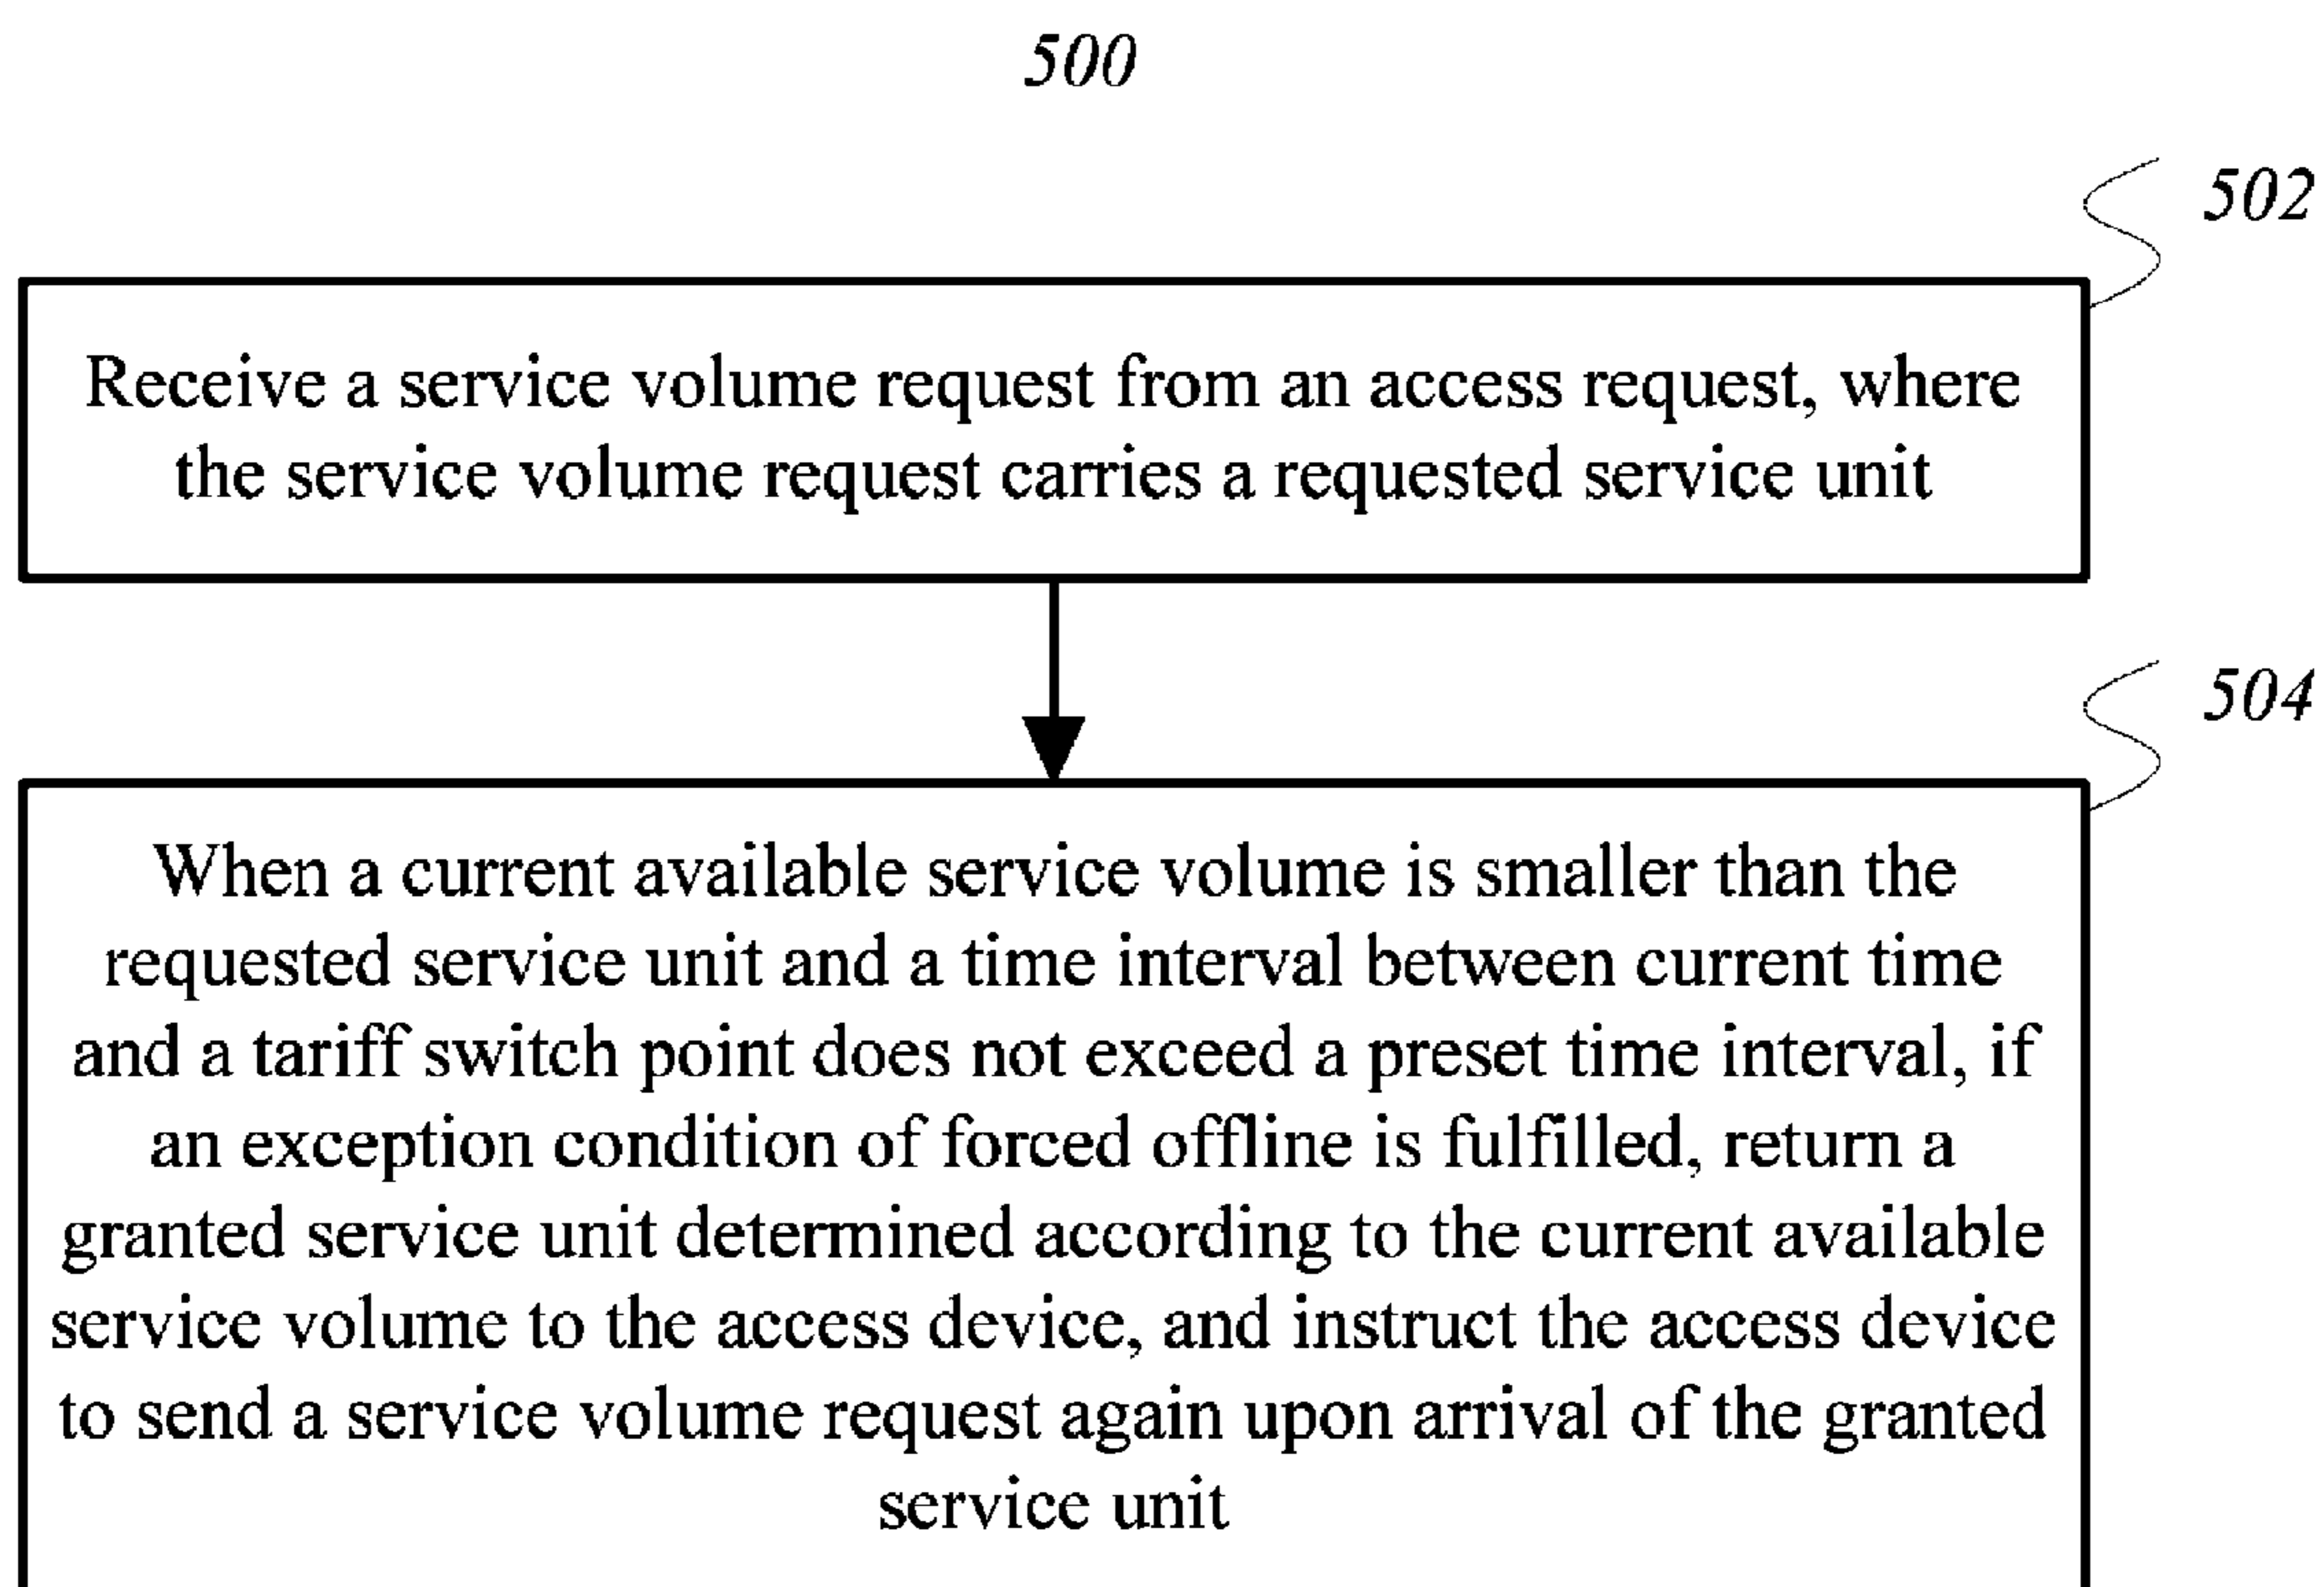 500
502
Receive a service volume request from an access request, where
the service volume request carries a requested service unit
504
When a current available service volume is smaller than the
requested service unit and a time interval between current time
and a tariff switch point does not exceed a preset time interval, if
an exception condition of forced offline is fulfilled, return a
granted service unit determined according to the current available
service volume to the access device, and instruct the access device
to send a service volume request again upon arrival of the granted
service unit